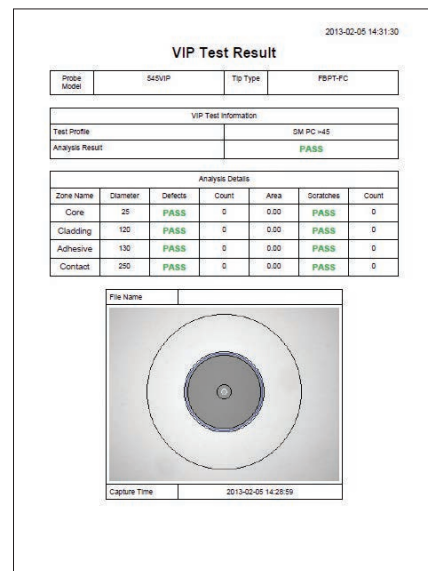 2013-02-05 14:31:30
VIP Test Result
Probe Model 545VIP Tip Type FBPT-FC
VIP Test Information
Test Profile SM PC >45
Analysis Result PASS
Analysis Details
Zone Name Diameter Defects Count Area Scratches Count
Core 25 PASS 0 0.00 PASS 0
Cladding 120 PASS 0 0.00 PASS 0
Adhesive 130 PASS 0 0.00 PASS 0
Contact 250 PASS 0 0.00 PASS 0
File Name
Capture Time 2013-02-05 14:28:59